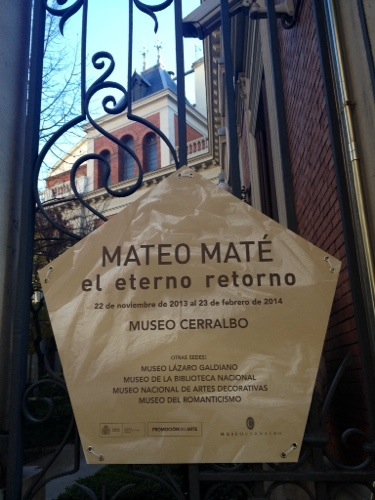 MATEO MATÉ
el eterno retorno
22 de noviembre de 2013 al 23 de febrero de 2014
MUSEO CERRALBO
OTRAS SEDES:
MUSEO LÁZARO GALDIANO
MUSEO DE LA BIBLIOTECA NACIONAL
MUSEO NACIONAL DE ARTES DECORATIVAS
MUSEO DEL ROMANTICISMO
PROMOCIÓN DEL ARTE
MUSEOCERRALBO